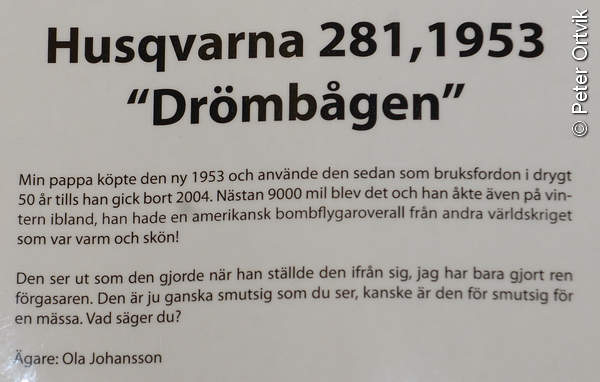 Husqvarna 281,1953
“Drömbågen”
Min pappa köpte den ny 1953 och använde den sedan som bruksfordon i drygt
50 år tills han gick bort 2004. Nästan 9000 mil blev det och han åkte även på vin-
tern ibland, han hade en amerikansk bombflygaroverall från andra världskriget
som var varm och skön!
Den ser ut som den gjorde när han ställde den ifrån sig, jag har bara gjort ren
förgasaren. Den är ju ganska smutsig som du ser, kanske är den för smutsig för
en mässa. Vad säger du?
Ägare: Ola Johansson
© Peter Ortvik